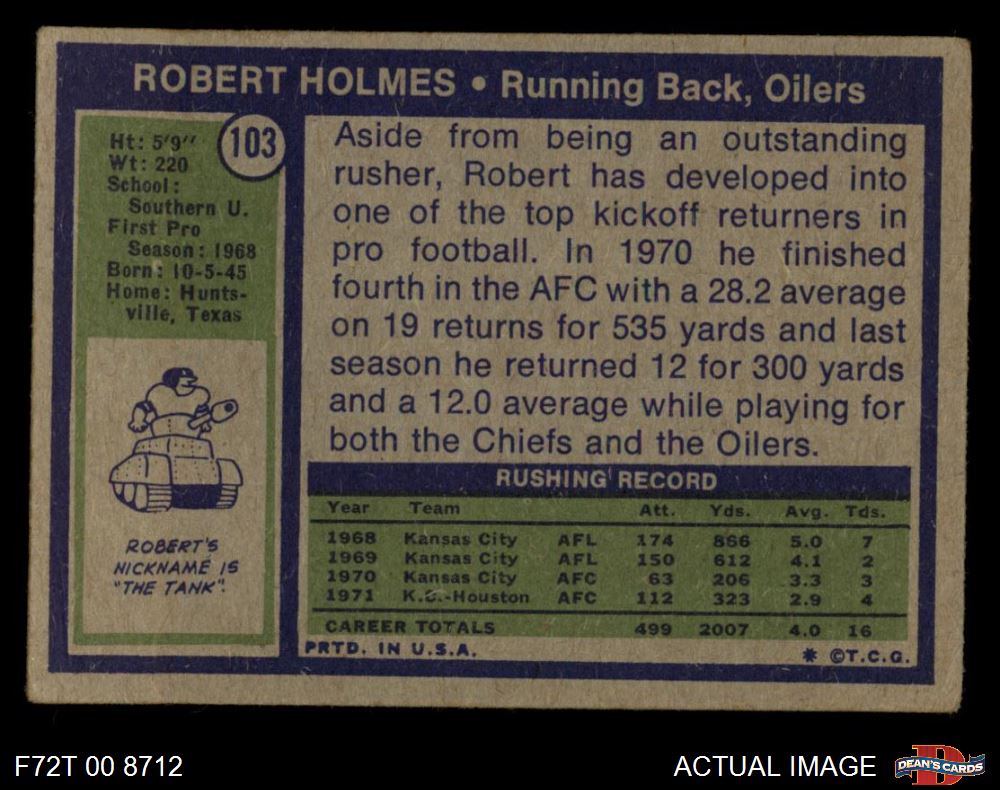 ROBERT HOLMES • Running Back, Oilers
103
Ht: 5'9"
Wt: 220
School:
Southern U.
First Pro
Season: 1968
Born: 10-5-45
Home: Hunts-
ville, Texas
ROBERT'S
NICKNAME IS
"THE TANK".
Aside from being an outstanding
rusher, Robert has developed into
one of the top kickoff returners in
pro football. In 1970 he finished
fourth in the AFC with a 28.2 average
on 19 returns for 535 yards and last
season he returned 12 for 300 yards
and a 12.0 average while playing for
both the Chiefs and the Oilers.
RUSHING RECORD
Year Team Att. Yds. Avg. Tds.
1968 Kansas City AFL 174 866 5.0 7
1969 Kansas City AFL 150 612 4.1 2
1970 Kansas City AFC 63 206 3.3 3
1971 K.C.-Houston AFC 112 323 2.9 4
CAREER TOTALS 499 2007 4.0 16
PRTD. IN U.S.A. * ©T.C.G.
F72T 00 8712
ACTUAL IMAGE
D
DEAN'S CARDS